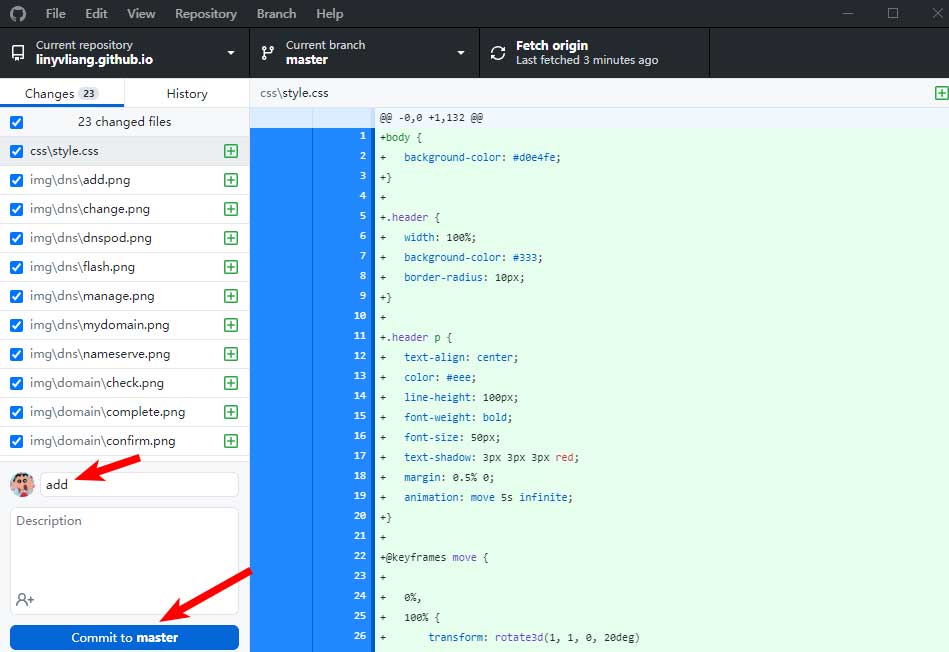 File Edit View Repository Branch Help
Current repository
linyvliang.github.io
Current branch
master
Fetch origin
Last fetched 3 minutes ago
Changes 23 History
23 changed files
css\style.css
img\dns\add.png
img\dns\change.png
img\dns\dnspod.png
img\dns\flash.png
img\dns\manage.png
img\dns\mydomain.png
img\dns\nameserve.png
img\domain\check.png
img\domain\complete.png
img\domain\confirm.png
add
Description
Commit to master
css\style.css
@@ -0,0 +1,132 @@
1 +body {
2 + background-color: #d0e4fe;
3 +}
4 +
5 +.header {
6 + width: 100%;
7 + background-color: #333;
8 + border-radius: 10px;
9 +}
10 +
11 +.header p {
12 + text-align: center;
13 + color: #eee;
14 + line-height: 100px;
15 + font-weight: bold;
16 + font-size: 50px;
17 + text-shadow: 3px 3px 3px red;
18 + margin: 0.5% 0;
19 + animation: move 5s infinite;
20 +}
21 +
22 +@keyframes move {
23 +
24 + 0%,
25 + 100% {
26 + transform: rotate3d(1, 1, 0, 20deg)